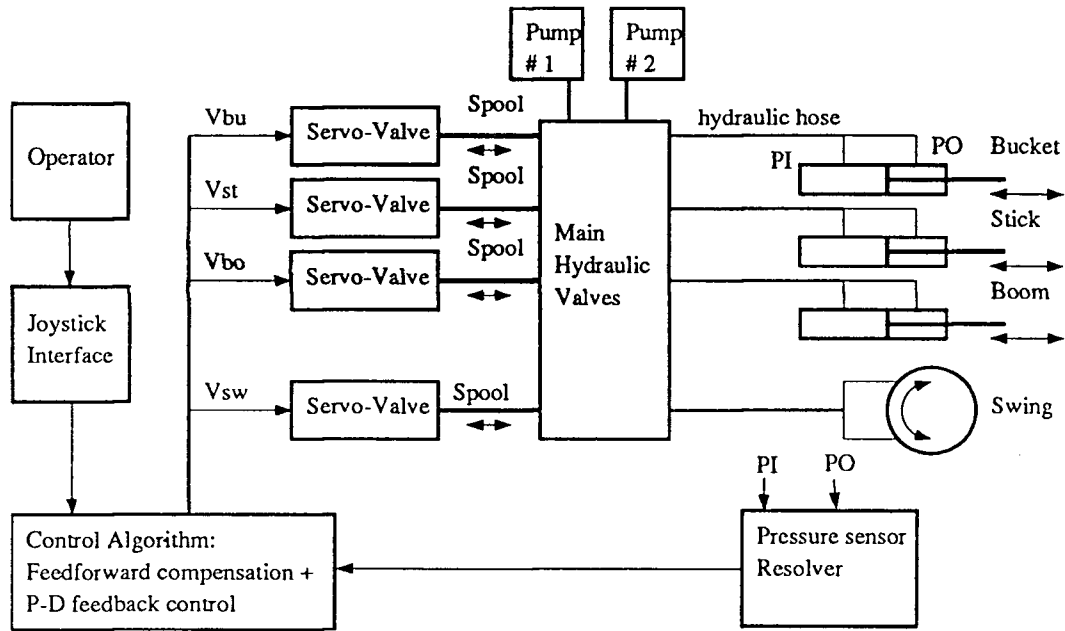 Pump
# 1
Pump
# 2
Operator
Joystick
Interface
Vbu
Servo-Valve
Spool
Vst
Servo-Valve
Spool
Vbo
Servo-Valve
Spool
Vsw
Servo-Valve
Spool
Main
Hydraulic
Valves
hydraulic hose
PI
PO
Bucket
Stick
Boom
Swing
PI
PO
Pressure sensor
Resolver
Control Algorithm:
Feedforward compensation +
P-D feedback control